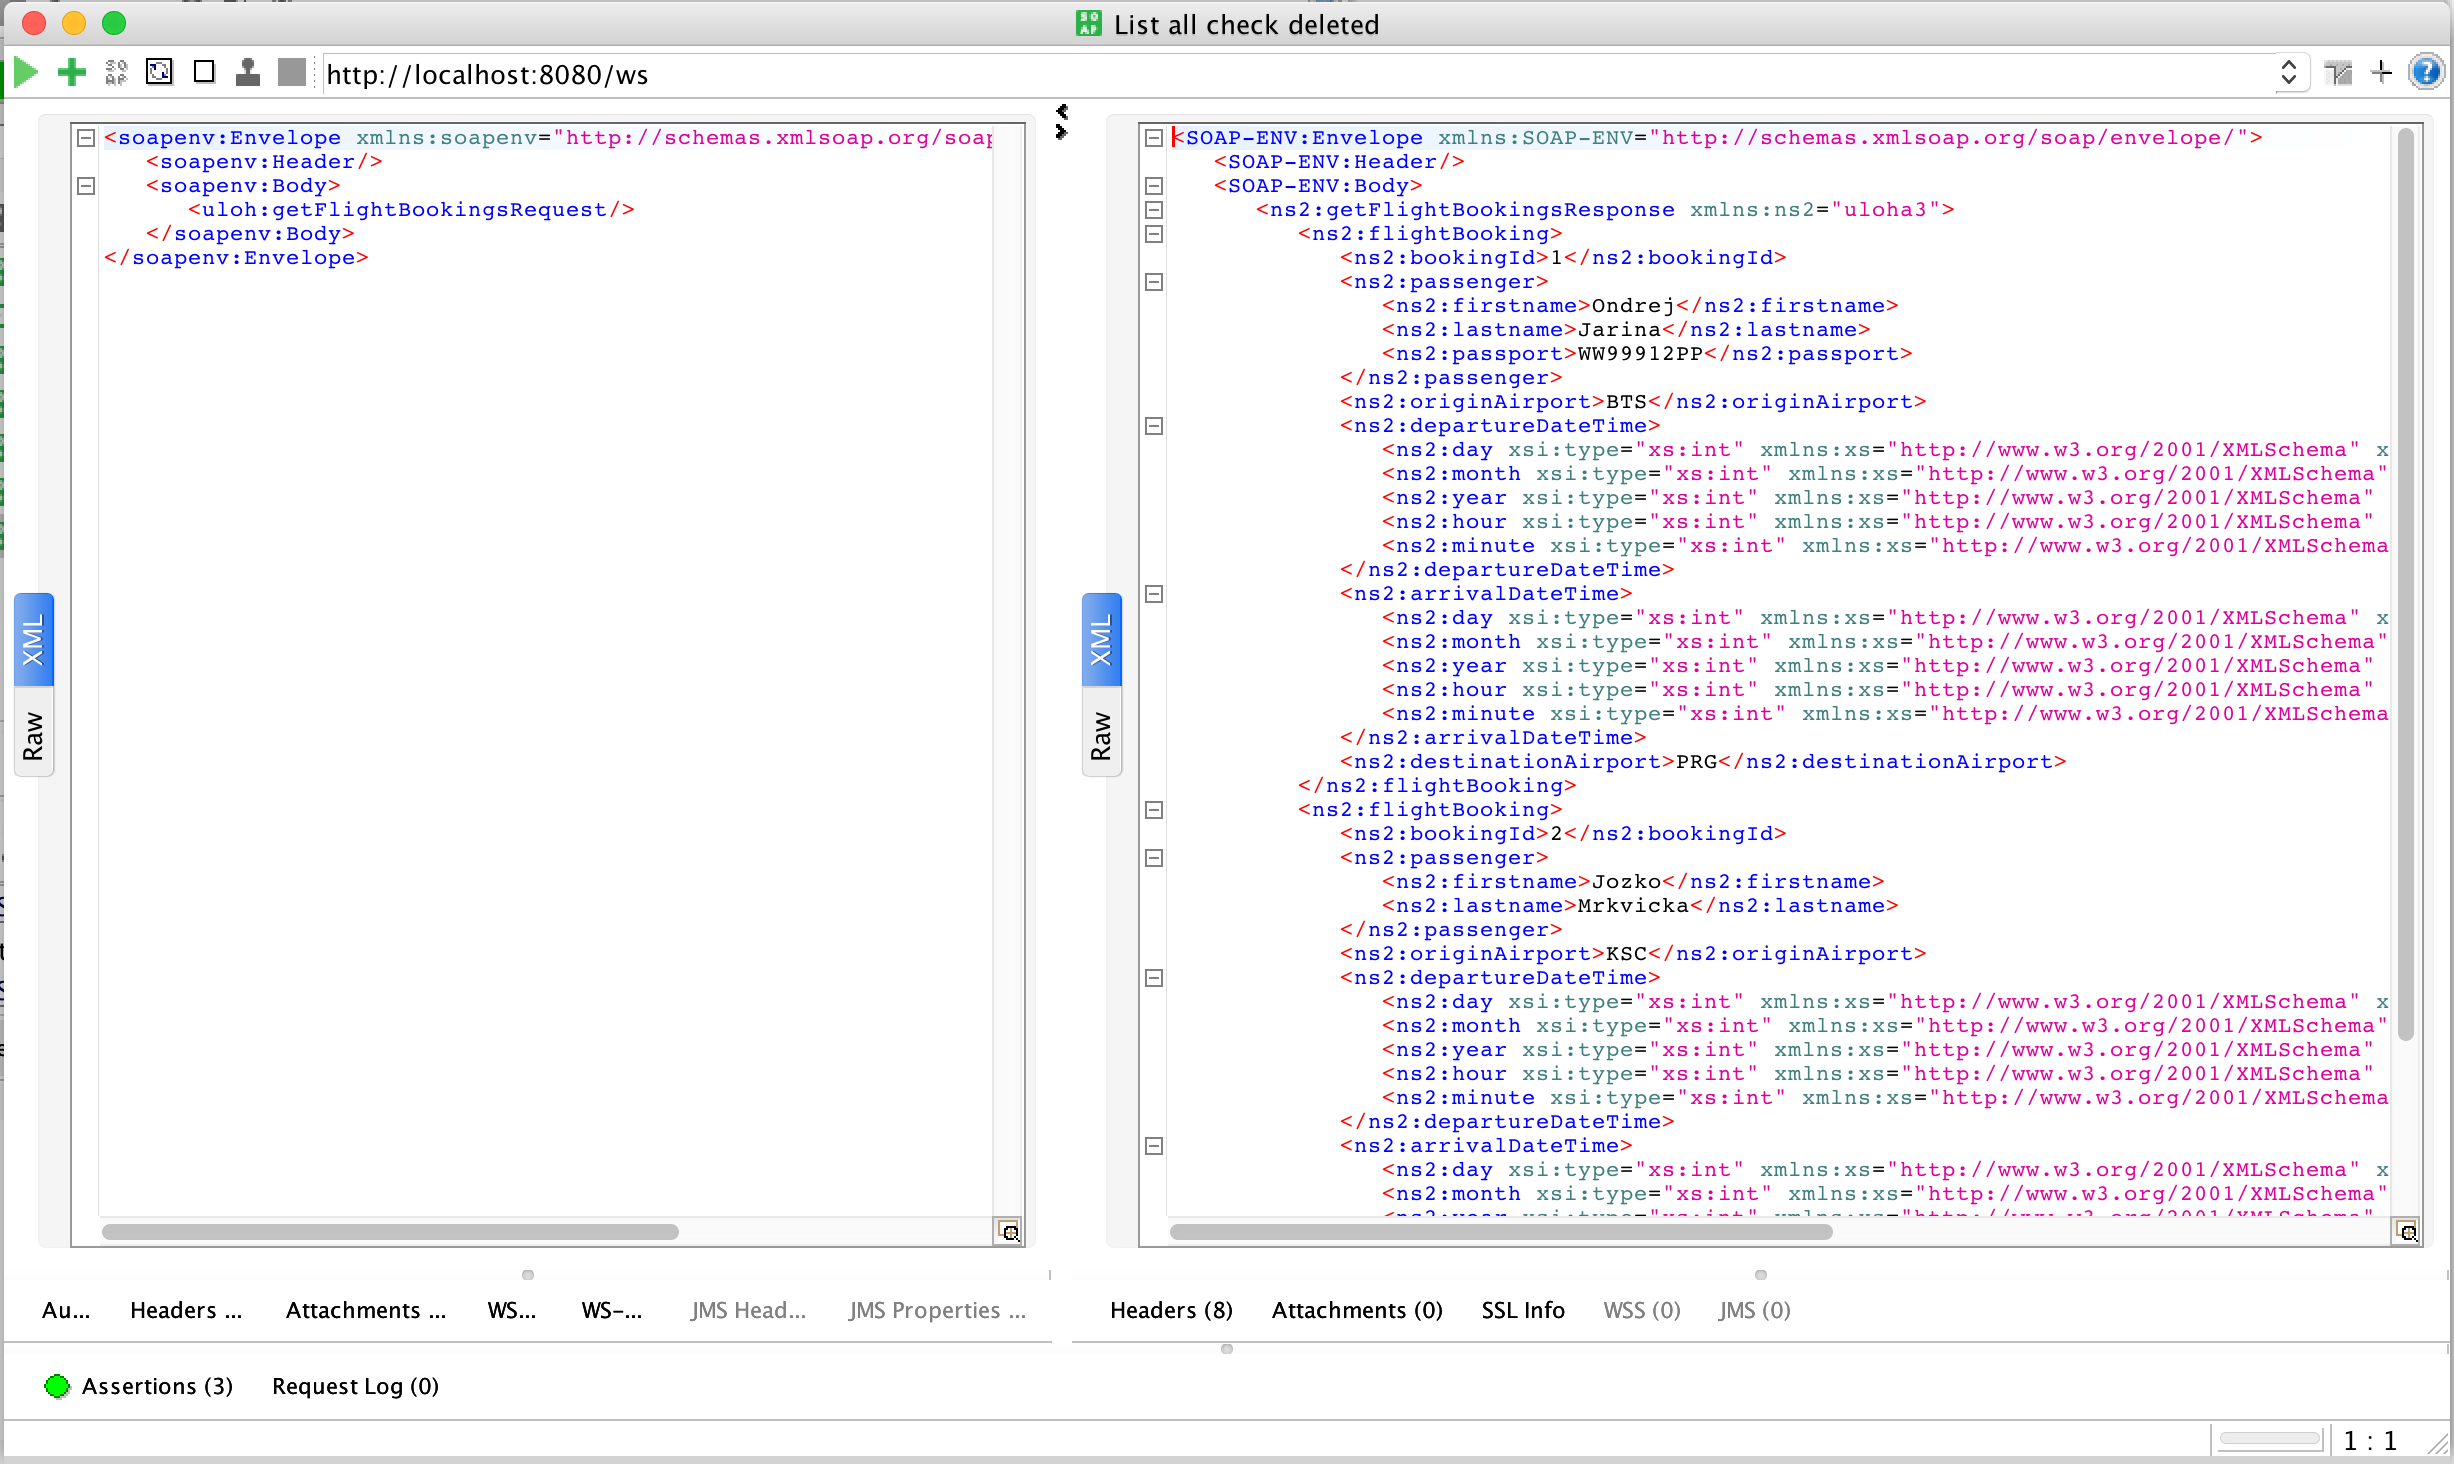 List all check deleted
http://localhost:8080/ws
<soapenv:Envelope xmlns:soapenv="http://schemas.xmlsoap.org/soap
<soapenv:Header/>
<soapenv:Body>
<uloh:getFlightBookingsRequest/>
</soapenv:Body>
</soapenv:Envelope>
XML
Raw
<SOAP-ENV:Envelope xmlns:SOAP-ENV="http://schemas.xmlsoap.org/soap/envelope/">
<SOAP-ENV:Header/>
<SOAP-ENV:Body>
<ns2:getFlightBookingsResponse xmlns:ns2="uloha3">
<ns2:flightBooking>
<ns2:bookingId>1</ns2:bookingId>
<ns2:passenger>
<ns2:firstname>Ondrej</ns2:firstname>
<ns2:lastname>Jarina</ns2:lastname>
<ns2:passport>WW99912PP</ns2:passport>
</ns2:passenger>
<ns2:originAirport>BTS</ns2:originAirport>
<ns2:departureDateTime>
<ns2:day xsi:type="xs:int" xmlns:xs="http://www.w3.org/2001/XMLSchema" x
<ns2:month xsi:type="xs:int" xmlns:xs="http://www.w3.org/2001/XMLSchema"
<ns2:year xsi:type="xs:int" xmlns:xs="http://www.w3.org/2001/XMLSchema"
<ns2:hour xsi:type="xs:int" xmlns:xs="http://www.w3.org/2001/XMLSchema"
<ns2:minute xsi:type="xs:int" xmlns:xs="http://www.w3.org/2001/XMLSchema
</ns2:departureDateTime>
<ns2:arrivalDateTime>
<ns2:day xsi:type="xs:int" xmlns:xs="http://www.w3.org/2001/XMLSchema" x
<ns2:month xsi:type="xs:int" xmlns:xs="http://www.w3.org/2001/XMLSchema"
<ns2:year xsi:type="xs:int" xmlns:xs="http://www.w3.org/2001/XMLSchema"
<ns2:hour xsi:type="xs:int" xmlns:xs="http://www.w3.org/2001/XMLSchema"
<ns2:minute xsi:type="xs:int" xmlns:xs="http://www.w3.org/2001/XMLSchema
</ns2:arrivalDateTime>
<ns2:destinationAirport>PRG</ns2:destinationAirport>
</ns2:flightBooking>
<ns2:flightBooking>
<ns2:bookingId>2</ns2:bookingId>
<ns2:passenger>
<ns2:firstname>Jozko</ns2:firstname>
<ns2:lastname>Mrkvicka</ns2:lastname>
</ns2:passenger>
<ns2:originAirport>KSC</ns2:originAirport>
<ns2:departureDateTime>
<ns2:day xsi:type="xs:int" xmlns:xs="http://www.w3.org/2001/XMLSchema" x
<ns2:month xsi:type="xs:int" xmlns:xs="http://www.w3.org/2001/XMLSchema"
<ns2:year xsi:type="xs:int" xmlns:xs="http://www.w3.org/2001/XMLSchema"
<ns2:hour xsi:type="xs:int" xmlns:xs="http://www.w3.org/2001/XMLSchema"
<ns2:minute xsi:type="xs:int" xmlns:xs="http://www.w3.org/2001/XMLSchema
</ns2:departureDateTime>
<ns2:arrivalDateTime>
<ns2:day xsi:type="xs:int" xmlns:xs="http://www.w3.org/2001/XMLSchema" x
<ns2:month xsi:type="xs:int" xmlns:xs="http://www.w3.org/2001/XMLSchema"
XML
Raw
Au... Headers ... Attachments ... WS... WS-... JMS Head... JMS Properties ...
Headers (8) Attachments (0) SSL Info WSS (0) JMS (0)
Assertions (3) Request Log (0)
1 : 1